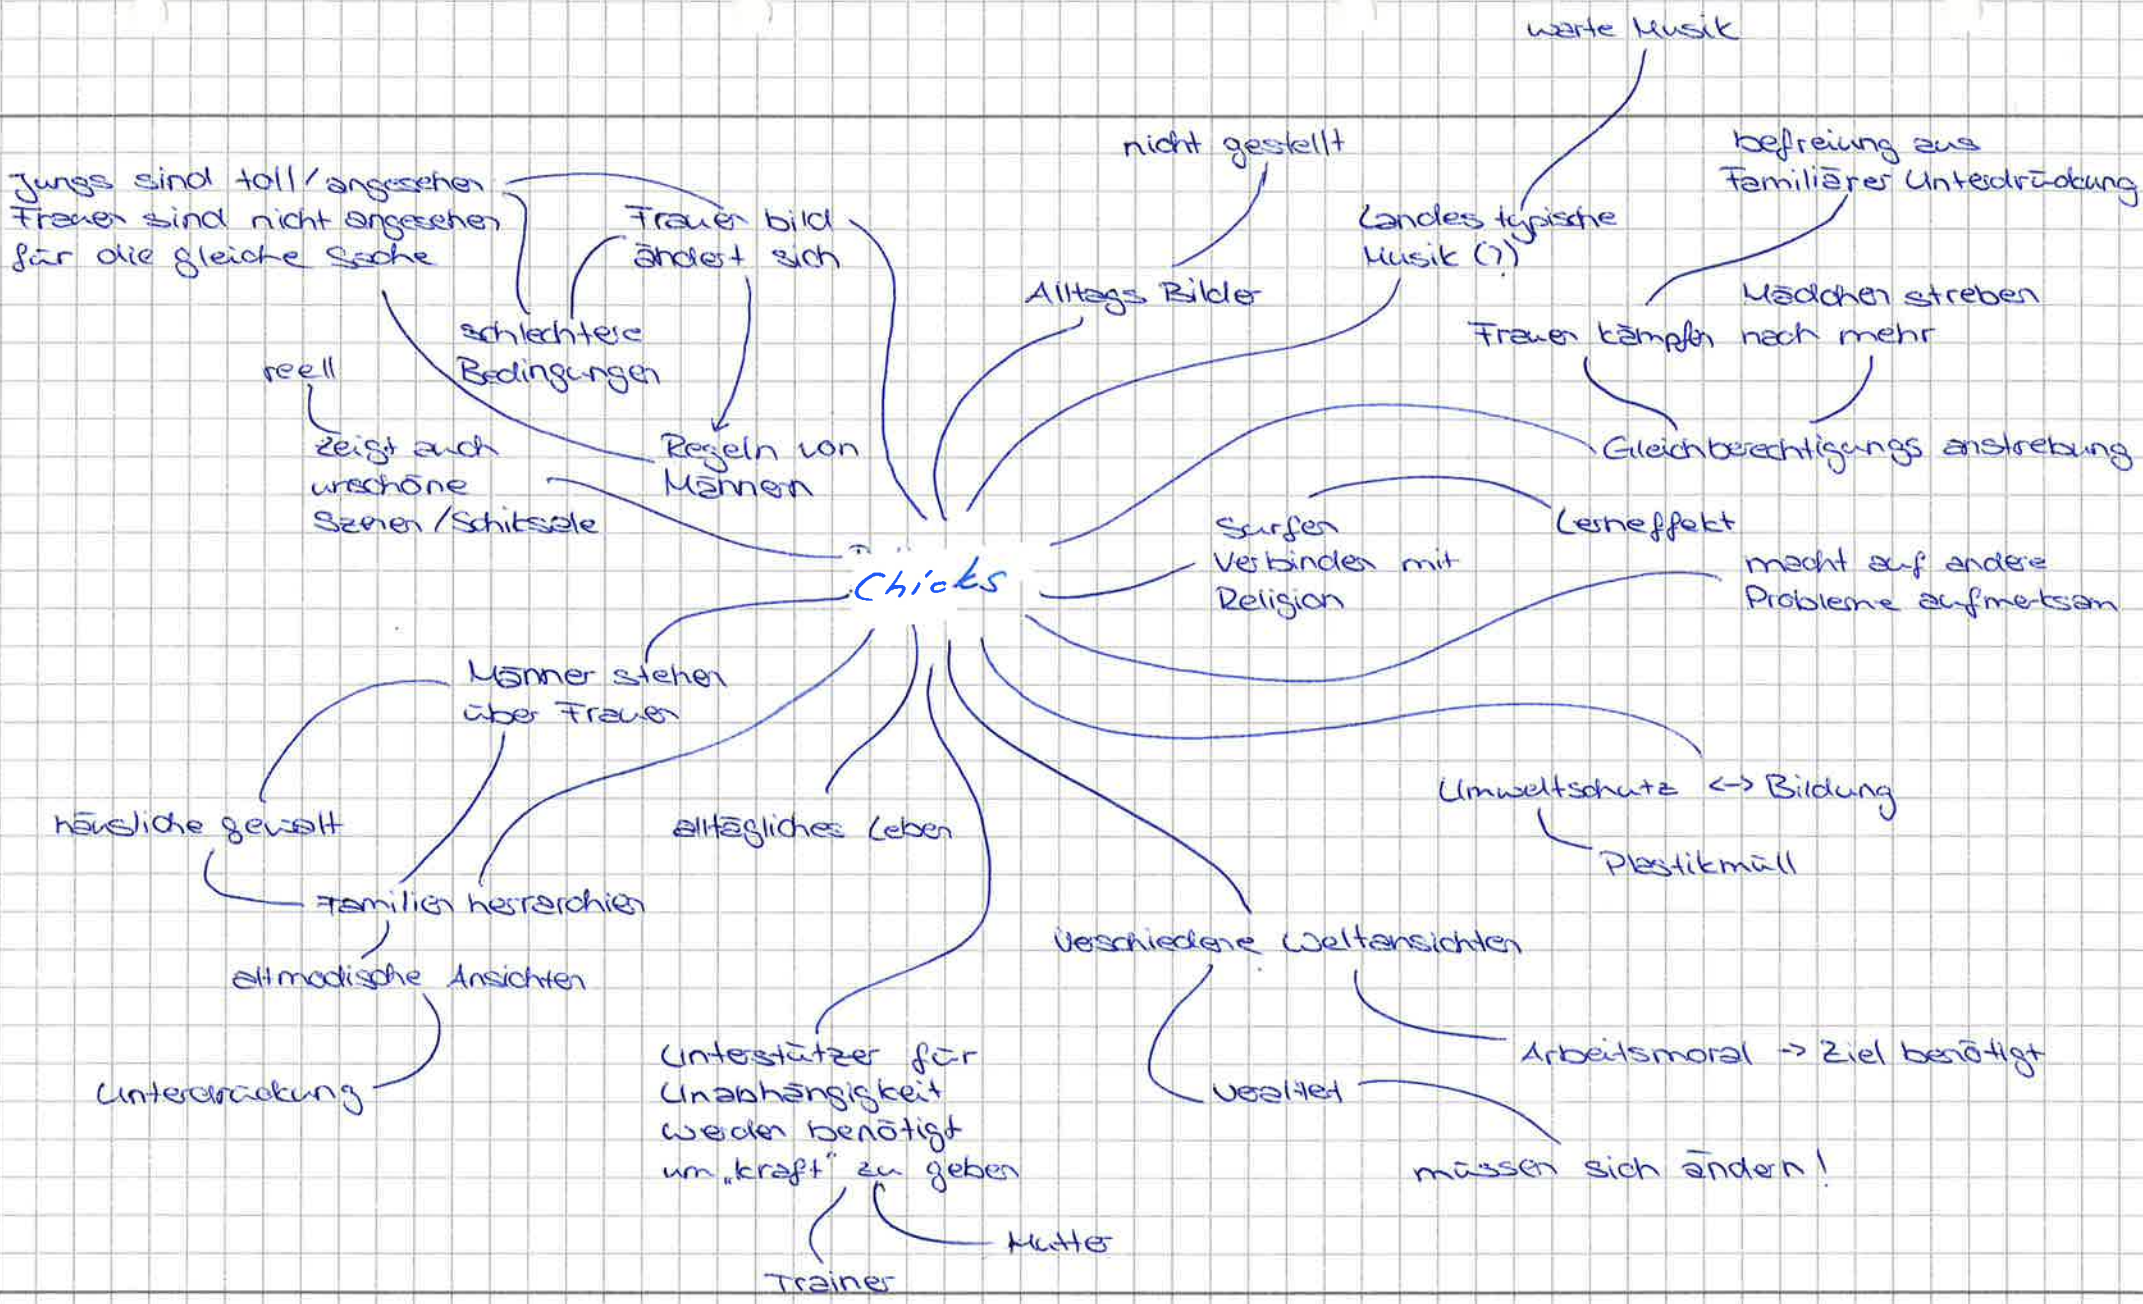 warte Musik
nicht gestellt
befreiung aus
Familiärer Unterdrückung
Jungs sind toll/angesehen
Frauen sind nicht angesehen
für die gleiche Sache
Frauen bild
ändert sich
Landes typische
Musik (?)
Alltags Bilder
Mädchen streben
nach mehr
Frauen kämpfen
schlechtere
Bedingungen
reell
zeigt auch
unschöne
Szenen/Schiksale
Regeln von
Männern
Gleichberechtigungs anstrebung
Surfen
Verbinden mit
Religion
Lerneffekt
macht auf andere
Probleme aufmerksam
Chicks
Männer stehen
über Frauen
Umweltschutz <-> Bildung
Plastikmüll
häusliche gewalt
alltägliches Leben
Familien herrarchien
verschiedene Weltansichten
altmodische Ansichten
Unterdrückung
Unterstützer für
Unabhängigkeit
werden benötigt
um „kraft“ zu geben
Arbeitsmoral -> Ziel benötigt
veraltet
müssen sich ändern!
Mutter
Trainer